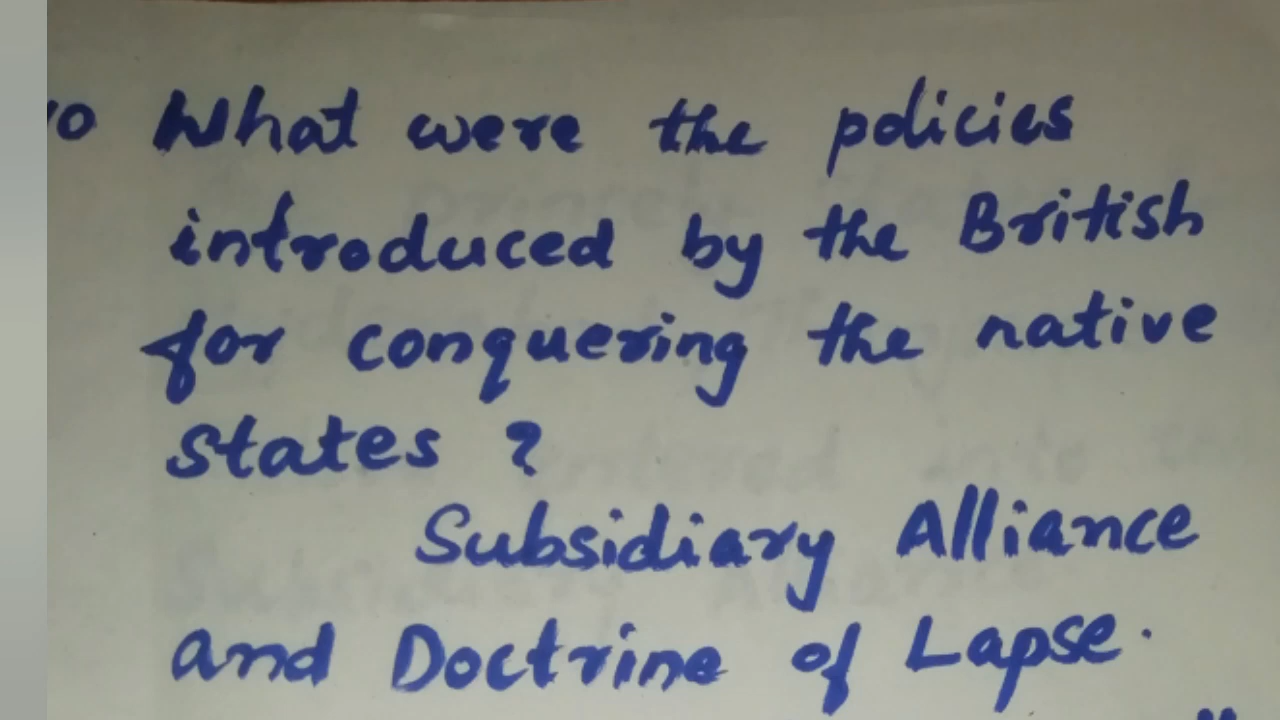 10 What were the policies
introduced by the British
for conquering the native
states ?
Subsidiary Alliance
and Doctrine of Lapse.